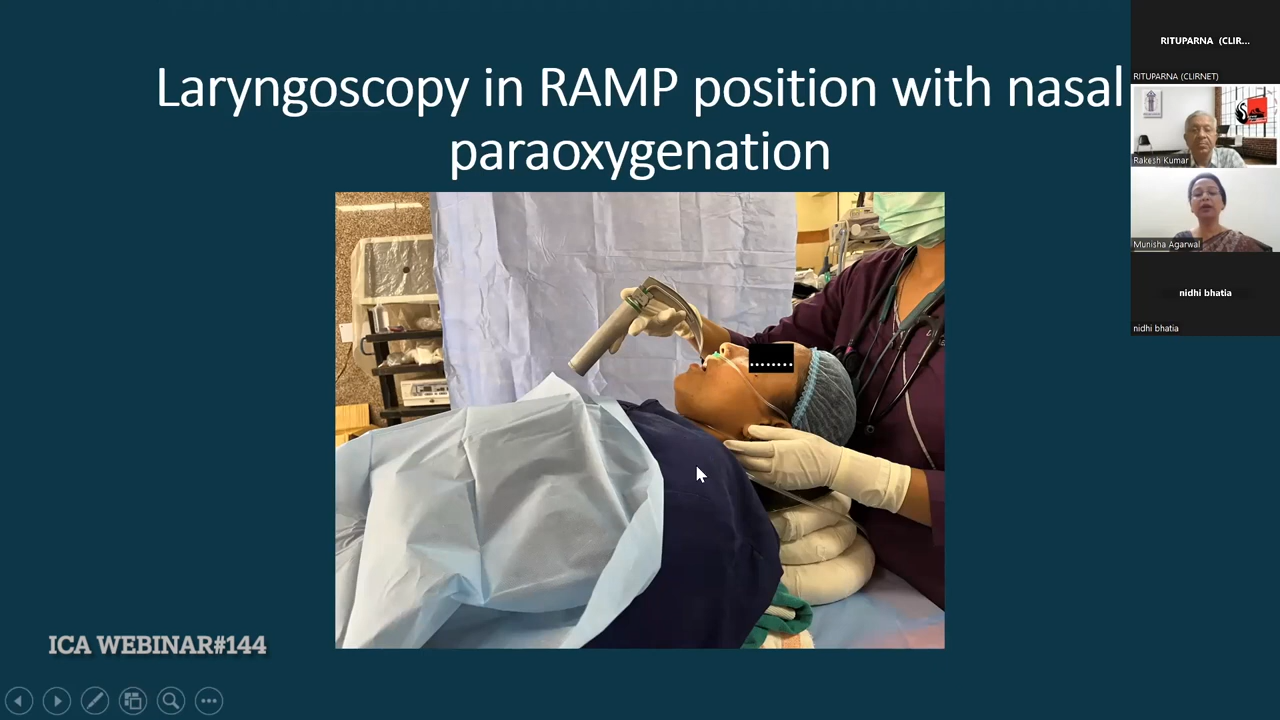 Laryngoscopy in RAMP position with nasal
paraoxygenation
ICA WEBINAR#144
RITUPARNA (CLIR...
RITUPARNA (CLIRNET)
Rakesh Kumar
Munisha Agarwal
nidhi bhatia
nidhi bhatia